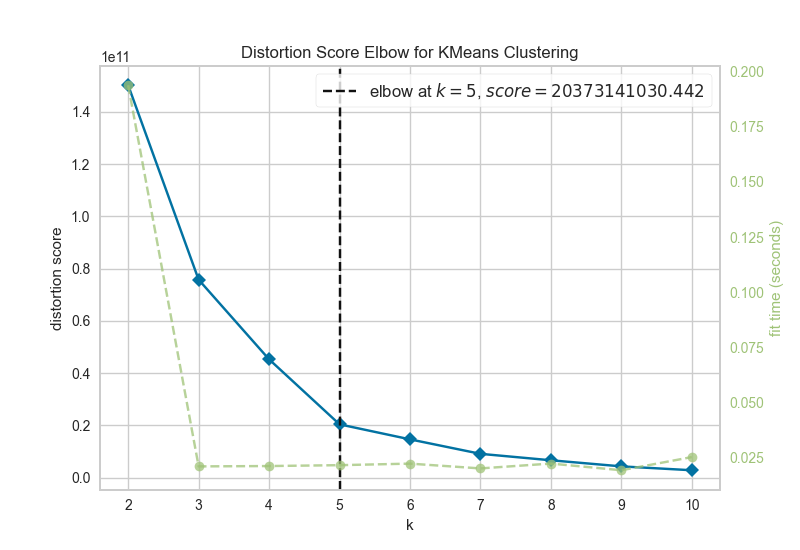 Distortion Score Elbow for KMeans Clustering
1e11
elbow at k = 5, score = 20373141030.442
distortion score
1.4
1.2
1.0
0.8
0.6
0.4
0.2
0.0
0.200
0.175
0.150
0.125
0.100
0.075
0.050
0.025
fit time (seconds)
2 3 4 5 6 7 8 9 10
k